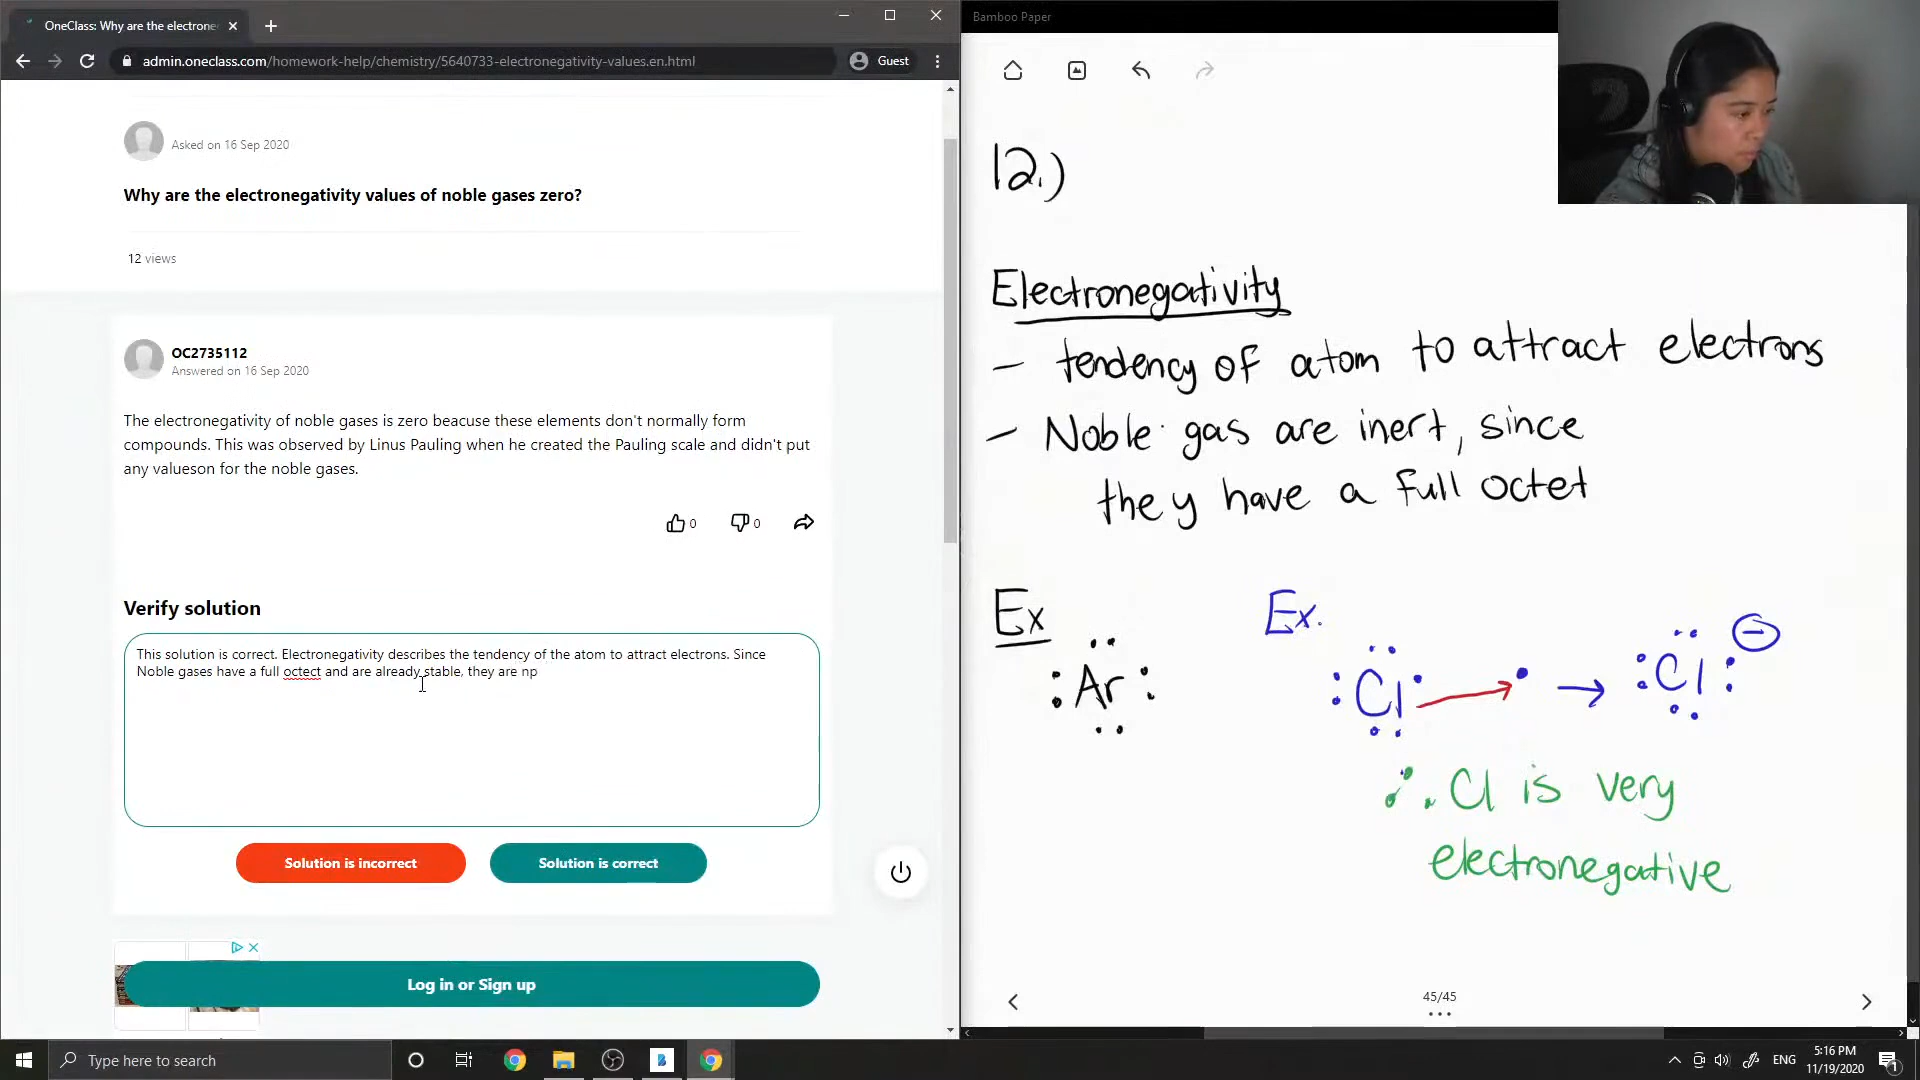 OneClass: Why are the electrone
admin.oneclass.com/homework-help/chemistry/5640733-electronegativity-values.en.html
Guest
Asked on 16 Sep 2020
Why are the electronegativity values of noble gases zero?
12 views
OC2735112
Answered on 16 Sep 2020
The electronegativity of noble gases is zero beacuse these elements don't normally form
compounds. This was observed by Linus Pauling when he created the Pauling scale and didn't put
any valueson for the noble gases.
0
0
Verify solution
This solution is correct. Electronegativity describes the tendency of the atom to attract electrons. Since
Noble gases have a full octect and are already stable, they are np
Solution is incorrect
Solution is correct
Log in or Sign up
Bamboo Paper
12.)
Electronegativity
- tendency of atom to attract electrons
- Noble gas are inert, since
they have a full octet
Ex
Ar
Ex.
Cl → → Cl -
∴ Cl is very
electronegative
45/45
Type here to search
ENG
5:16 PM
11/19/2020
1